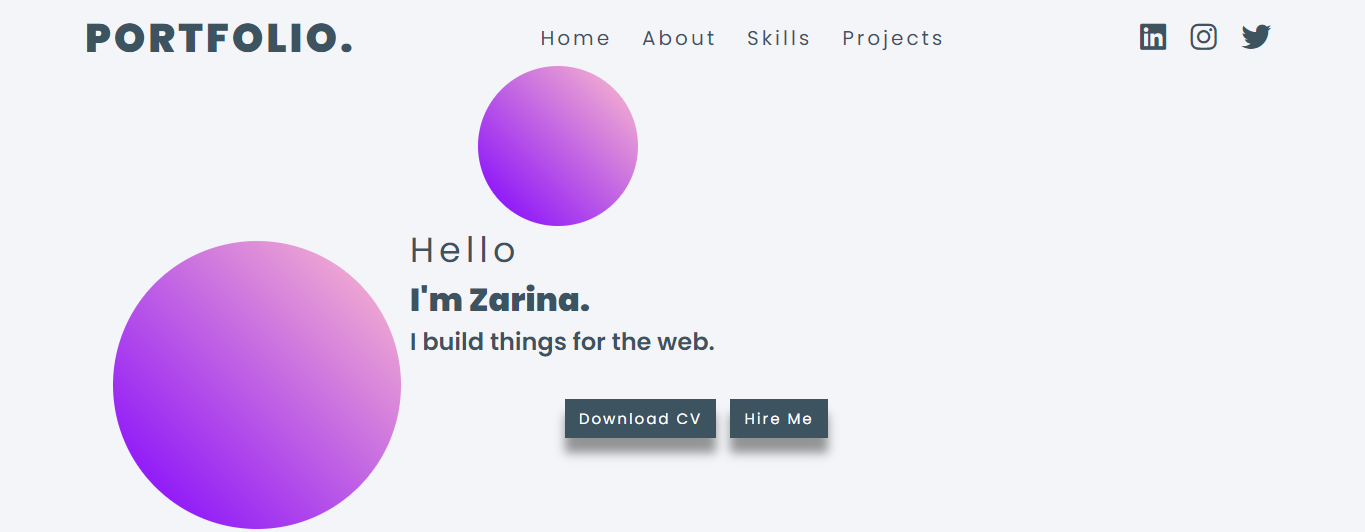 PORTFOLIO. Home About Skills Projects
Hello
I'm Zarina.
I build things for the web.
Download CV Hire Me